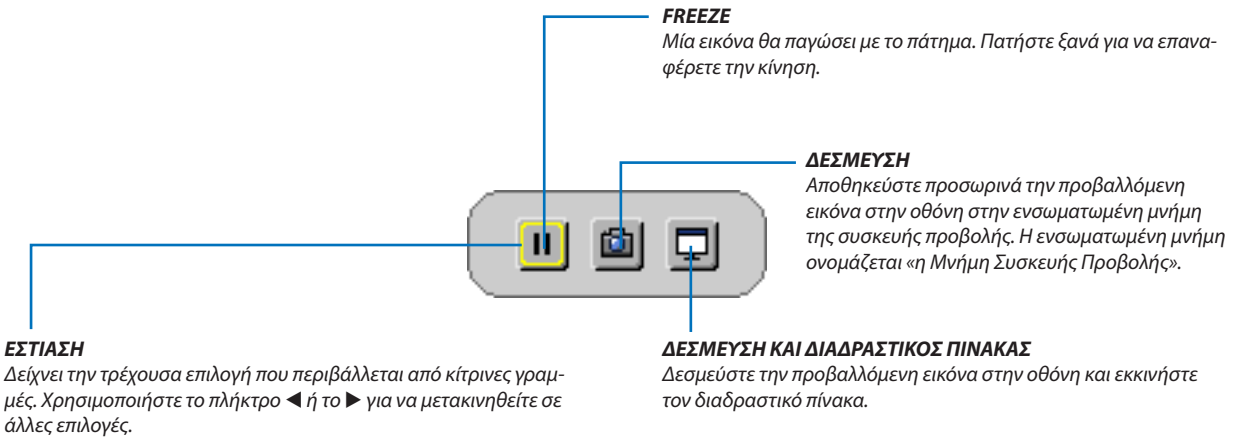 FREEZE
Μία εικόνα θα παγώσει με το πάτημα. Πατήστε ξανά για να επανα-
φέρετε την κίνηση.
ΔΕΣΜΕΥΣΗ
Αποθηκεύστε προσωρινά την προβαλλόμενη
εικόνα στην οθόνη στην ενσωματωμένη μνήμη
της συσκευής προβολής. Η ενσωματωμένη μνήμη
ονομάζεται «η Μνήμη Συσκευής Προβολής».
ΕΣΤΙΑΣΗ
Δείχνει την τρέχουσα επιλογή που περιβάλλεται από κίτρινες γραμ-
μές. Χρησιμοποιήστε το πλήκτρο ◀ ή το ▶ για να μετακινηθείτε σε
άλλες επιλογές.
ΔΕΣΜΕΥΣΗ ΚΑΙ ΔΙΑΔΡΑΣΤΙΚΟΣ ΠΙΝΑΚΑΣ
Δεσμεύστε την προβαλλόμενη εικόνα στην οθόνη και εκκινήστε
τον διαδραστικό πίνακα.